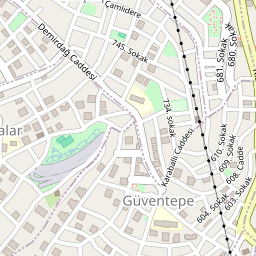 Çamlıdere
745. Sokak
Demirdağ Caddesi
681. Sokak
680. Sokak
734. Sokak
alar
Karaballı Caddesi
610. Sokak
609. Sokak
608. Cadde
Güventepe
604. Sokak
603. Sokak